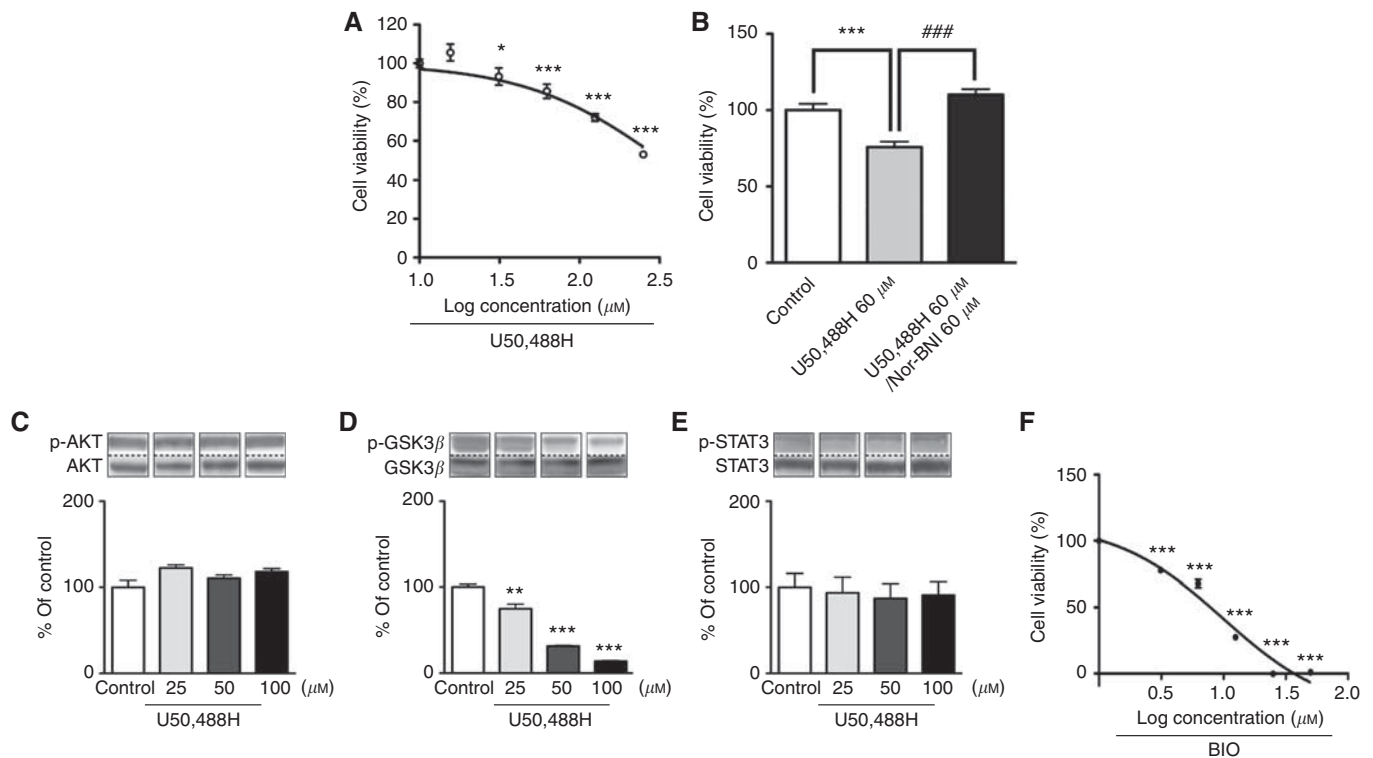 A
120
100
80
60
40
20
0
Cell viability (%)
*
***
***
***
1.0 1.5 2.0 2.5
Log concentration (μM)
U50,488H
B
150
100
50
0
Cell viability (%)
*** ###
Control
U50,488H 60 μM
U50,488H 60 μM
/Nor-BNI 60 μM
C
p-AKT
AKT
200
100
0
% Of control
Control 25 50 100 (μM)
U50,488H
D
p-GSK3β
GSK3β
200
100
0
% Of control
**
***
***
Control 25 50 100 (μM)
U50,488H
E
p-STAT3
STAT3
200
100
0
% Of control
Control 25 50 100 (μM)
U50,488H
F
150
100
50
0
Cell viability (%)
***
***
***
***
***
0.5 1.0 1.5 2.0
Log concentration (μM)
BIO